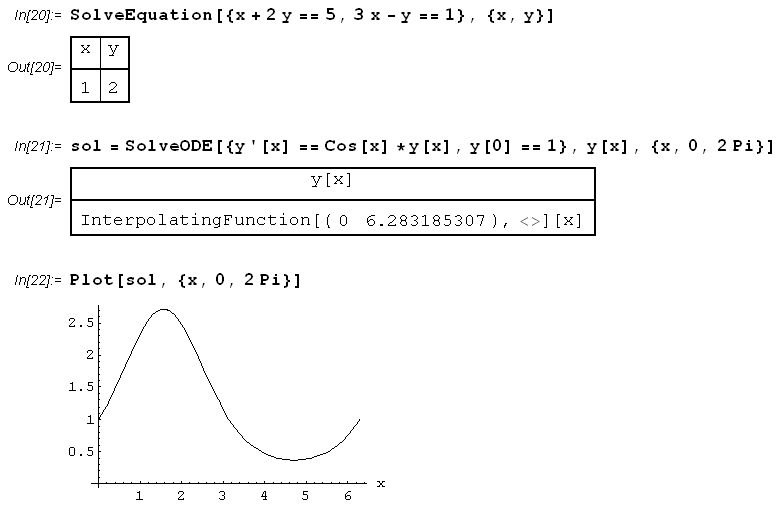 In[20]:= SolveEquation[{x + 2 y == 5, 3 x - y == 1}, {x, y}]
Out[20]=
x y
1 2
In[21]:= sol = SolveODE[{y'[x] == Cos[x] * y[x], y[0] == 1}, y[x], {x, 0, 2 Pi}]
Out[21]=
y[x]
InterpolatingFunction[( 0 6.283185307 ), <>][x]
In[22]:= Plot[sol, {x, 0, 2 Pi}]
2.5
2
1.5
1
0.5
1 2 3 4 5 6 x